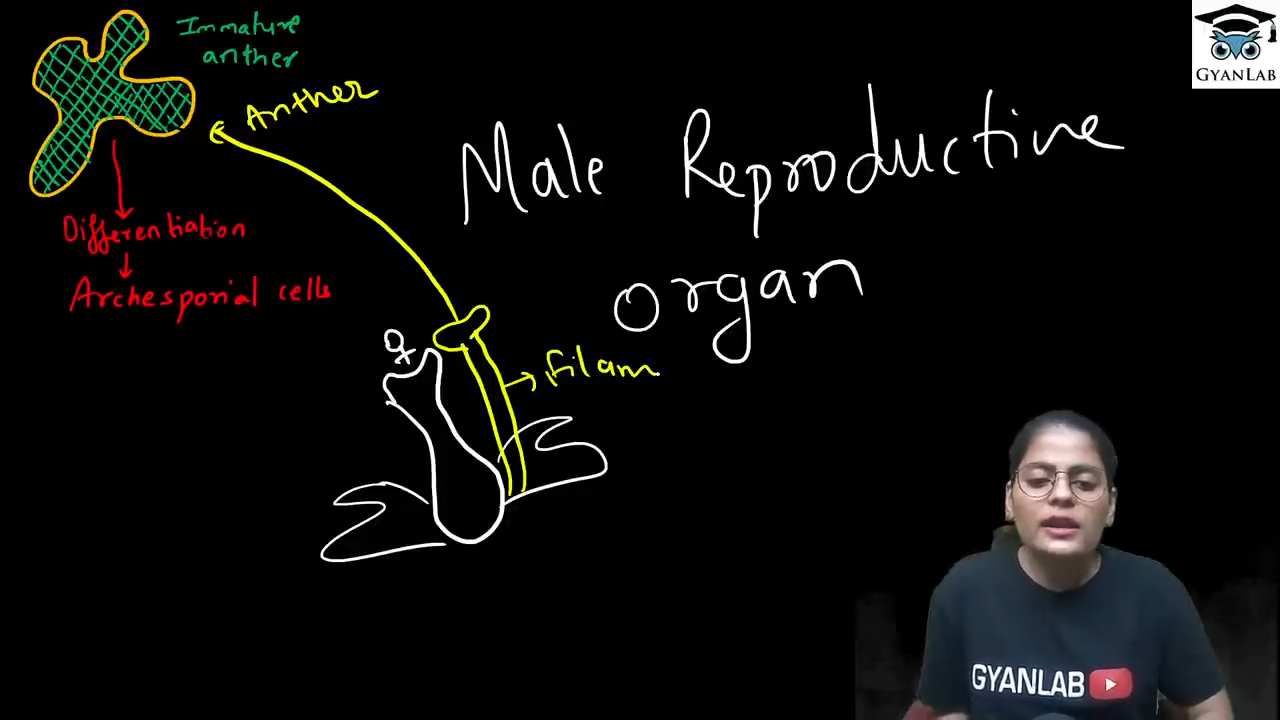 Immature
anther
Anther
Male Reproductive
organ
Differentiation
Archesporial cells
♀
Filam
GYANLAB
GYANLAB